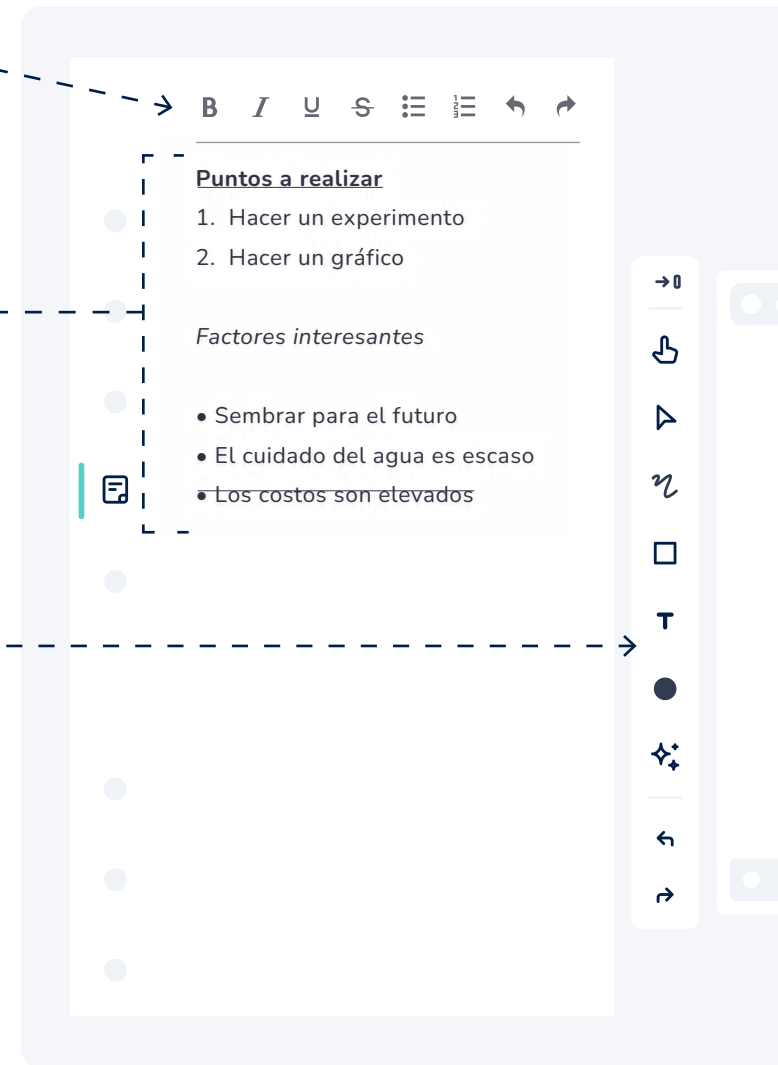 B I U S
Puntos a realizar
1. Hacer un experimento
2. Hacer un gráfico
Factores interesantes
• Sembrar para el futuro
• El cuidado del agua es escaso
• Los costos son elevados
T